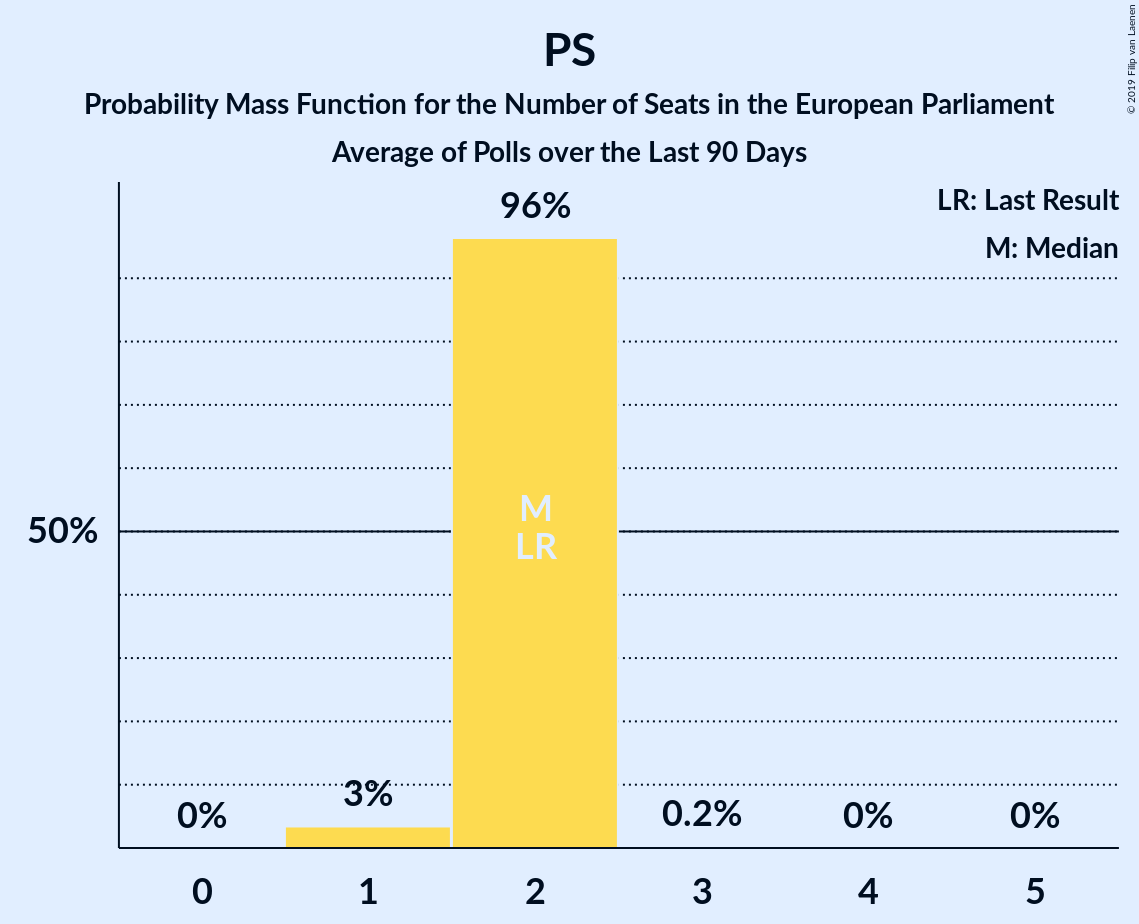 PS
Probability Mass Function for the Number of Seats in the European Parliament
Average of Polls over the Last 90 Days
© 2019 Filip van Laenen
LR: Last Result
M: Median
96%
50%
M
LR
0%
3%
0.2%
0%
0%
0
1
2
3
4
5